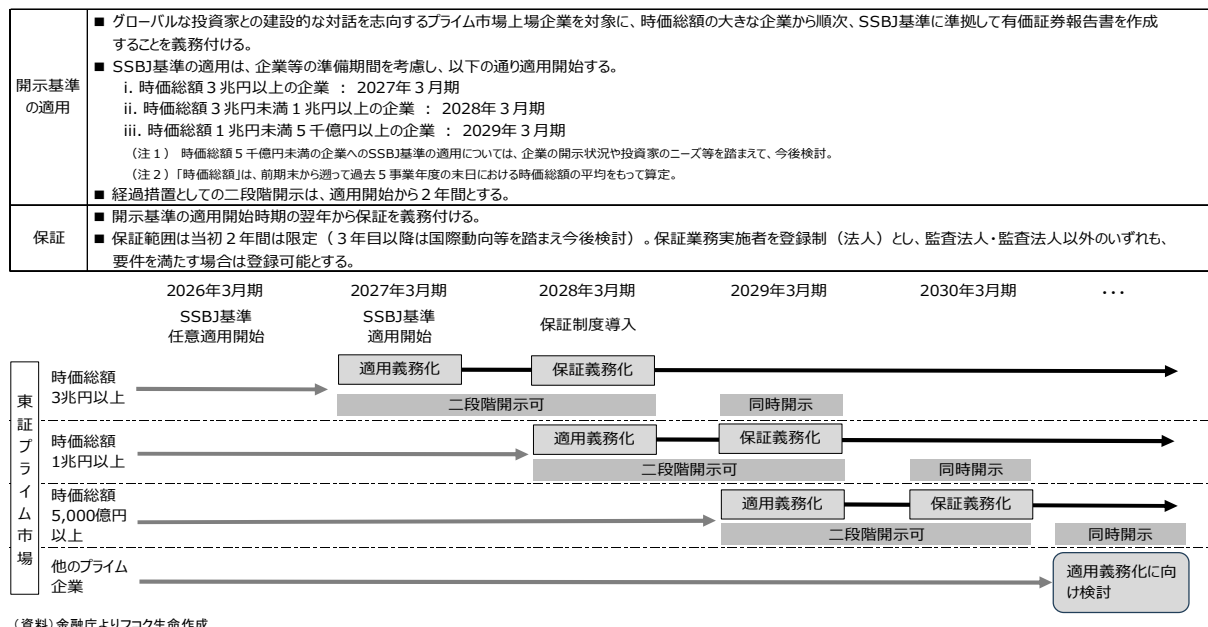 ■ グローバルな投資家との建設的な対話を志向するプライム市場上場企業を対象に、時価総額の大きな企業から順次、SSBJ基準に準拠して有価証券報告書を作成
することを義務付ける。
■ SSBJ基準の適用は、企業等の準備期間を考慮し、以下の通り適用開始する。
開示基準
の適用
i. 時価総額3兆円以上の企業 : 2027年3月期
ii. 時価総額3兆円未満1兆円以上の企業 : 2028年3月期
iii. 時価総額1兆円未満5千億円以上の企業 : 2029年3月期
(注1) 時価総額5千億円未満の企業へのSSBJ基準の適用については、企業の開示状況や投資家のニーズ等を踏まえて、今後検討。
(注2)「時価総額」は、前期末から遡って過去5事業年度の末日における時価総額の平均をもって算定。
■ 経過措置としての二段階開示は、適用開始から2年間とする。
保証
■ 開示基準の適用開始時期の翌年から保証を義務付ける。
■ 保証範囲は当初2年間は限定(3年目以降は国際動向等を踏まえ今後検討)。保証業務実施者を登録制(法人)とし、監査法人・監査法人以外のいずれも、
要件を満たす場合は登録可能とする。
2026年3月期 2027年3月期 2028年3月期 2029年3月期 2030年3月期 ・・・
SSBJ基準
任意適用開始
SSBJ基準
適用開始
保証制度導入
東証プライム市場
時価総額
3兆円以上
適用義務化 保証義務化
二段階開示可 同時開示
時価総額
1兆円以上
適用義務化 保証義務化
二段階開示可 同時開示
時価総額
5,000億円
以上
適用義務化 保証義務化
二段階開示可 同時開示
他のプライム
企業
適用義務化に向
け検討
(資料)金融庁よりフコク生命作成